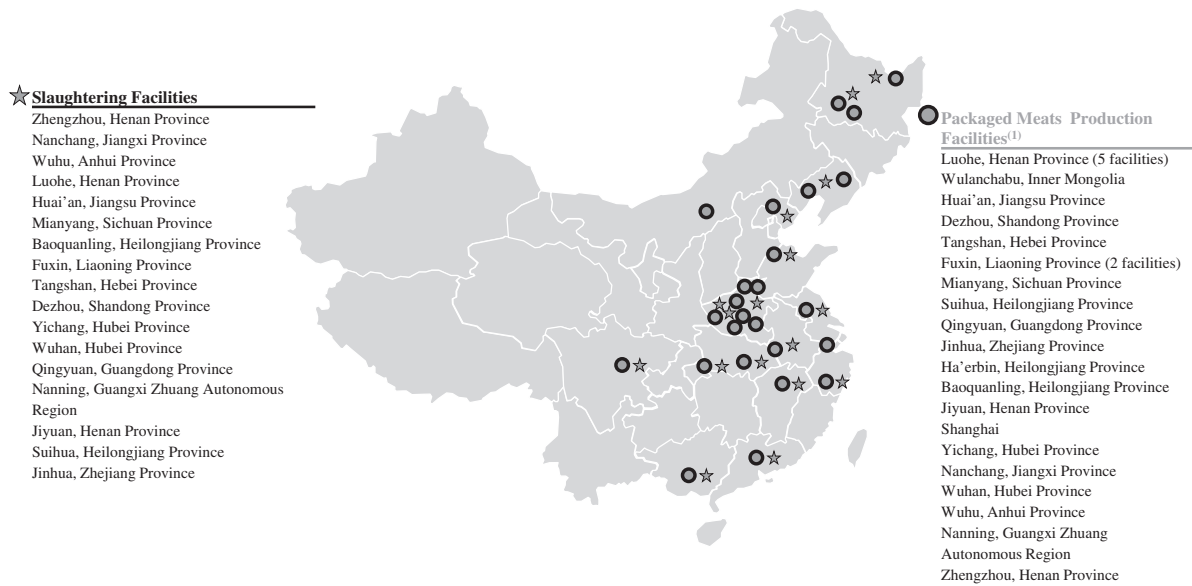 Slaughtering Facilities
Zhengzhou, Henan Province
Nanchang, Jiangxi Province
Wuhu, Anhui Province
Luohe, Henan Province
Huai'an, Jiangsu Province
Mianyang, Sichuan Province
Baoquanling, Heilongjiang Province
Fuxin, Liaoning Province
Tangshan, Hebei Province
Dezhou, Shandong Province
Yichang, Hubei Province
Wuhan, Hubei Province
Qingyuan, Guangdong Province
Nanning, Guangxi Zhuang Autonomous
Region
Jiyuan, Henan Province
Suihua, Heilongjiang Province
Jinhua, Zhejiang Province
Packaged Meats Production
Facilities(1)
Luohe, Henan Province (5 facilities)
Wulanchabu, Inner Mongolia
Huai'an, Jiangsu Province
Dezhou, Shandong Province
Tangshan, Hebei Province
Fuxin, Liaoning Province (2 facilities)
Mianyang, Sichuan Province
Suihua, Heilongjiang Province
Qingyuan, Guangdong Province
Jinhua, Zhejiang Province
Ha'erbin, Heilongjiang Province
Baoquanling, Heilongjiang Province
Jiyuan, Henan Province
Shanghai
Yichang, Hubei Province
Nanchang, Jiangxi Province
Wuhan, Hubei Province
Wuhu, Anhui Province
Nanning, Guangxi Zhuang
Autonomous Region
Zhengzhou, Henan Province